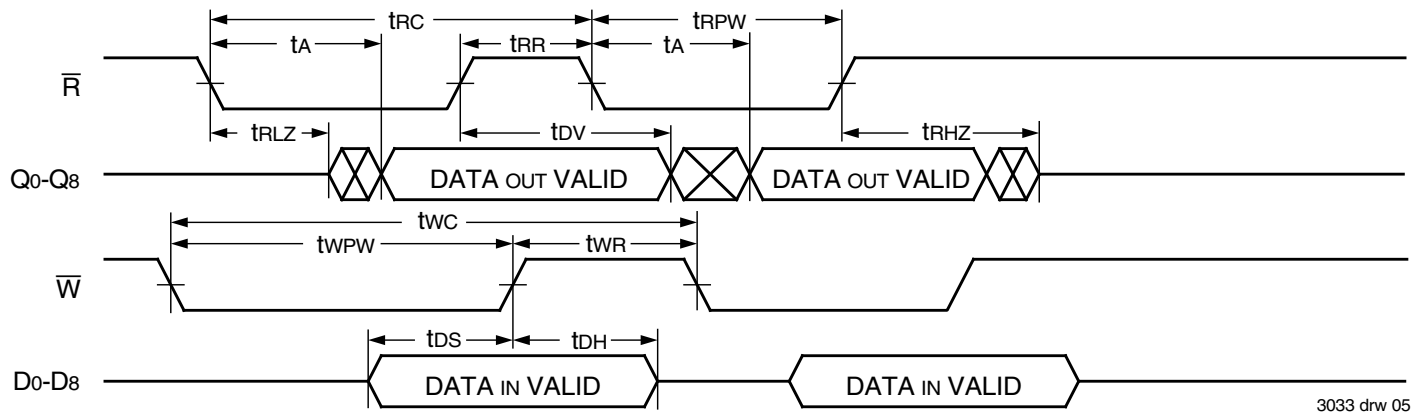 tRC
tRPW
tA
tRR
tA
R̅
tRLZ
tDV
tRHZ
Q0-Q8
DATA OUT VALID
DATA OUT VALID
tWC
tWPW
tWR
W̅
tDS
tDH
D0-D8
DATA IN VALID
DATA IN VALID
3033 drw 05